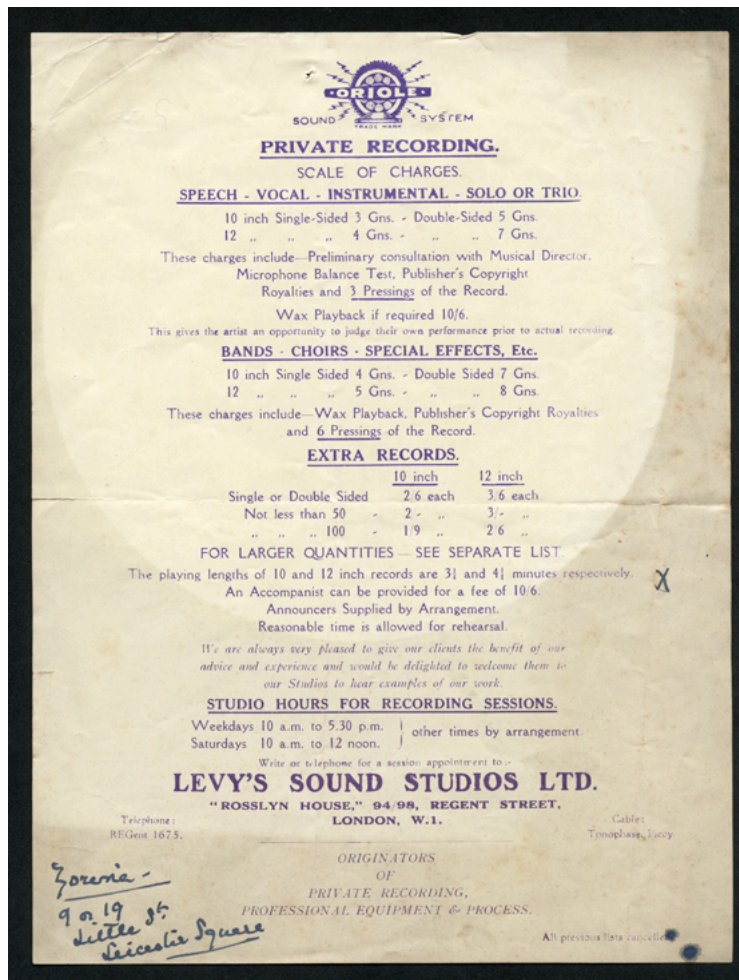 ORIOLE
SOUND SYSTEM
TRADE MARK
PRIVATE RECORDING.
SCALE OF CHARGES.
SPEECH - VOCAL - INSTRUMENTAL - SOLO OR TRIO.
10 inch Single-Sided 3 Gns. - Double-Sided 5 Gns.
12 „ „ „ 4 Gns. - „ „ 7 Gns.
These charges include—Preliminary consultation with Musical Director,
Microphone Balance Test, Publisher's Copyright
Royalties and 3 Pressings of the Record.
Wax Playback if required 10/6.
This gives the artist an opportunity to judge their own performance prior to actual recording.
BANDS - CHOIRS - SPECIAL EFFECTS, Etc.
10 inch Single Sided 4 Gns. - Double Sided 7 Gns.
12 „ „ „ 5 Gns. - „ „ 8 Gns.
These charges include—Wax Playback, Publisher's Copyright Royalties
and 6 Pressings of the Record.
EXTRA RECORDS.
10 inch 12 inch
Single or Double Sided 2/6 each 3/6 each
Not less than 50 - 2/- „ 3/- „
„ „ „ 100 - 1/9 „ 2/6 „
FOR LARGER QUANTITIES — SEE SEPARATE LIST.
The playing lengths of 10 and 12 inch records are and minutes respectively. X
An Accompanist can be provided for a fee of 10/6.
Announcers Supplied by Arrangement.
Reasonable time is allowed for rehearsal.
We are always very pleased to give our clients the benefit of our
advice and experience and would be delighted to welcome them to
our Studios to hear examples of our work.
STUDIO HOURS FOR RECORDING SESSIONS.
Weekdays 10 a.m. to 5.30 p.m.
Saturdays 10 a.m. to 12 noon.
other times by arrangement
Write or telephone for a session appointment to :-
LEVY'S SOUND STUDIOS LTD.
"ROSSLYN HOUSE," 94/98, REGENT STREET,
LONDON, W.1.
Telephone:
REGent 1675.
Cable:
Tonophase, Piccy
ORIGINATORS
OF
PRIVATE RECORDING,
PROFESSIONAL EQUIPMENT & PROCESS.
All previous lists cancelled
9 or 19
Little St.
Leicester Square